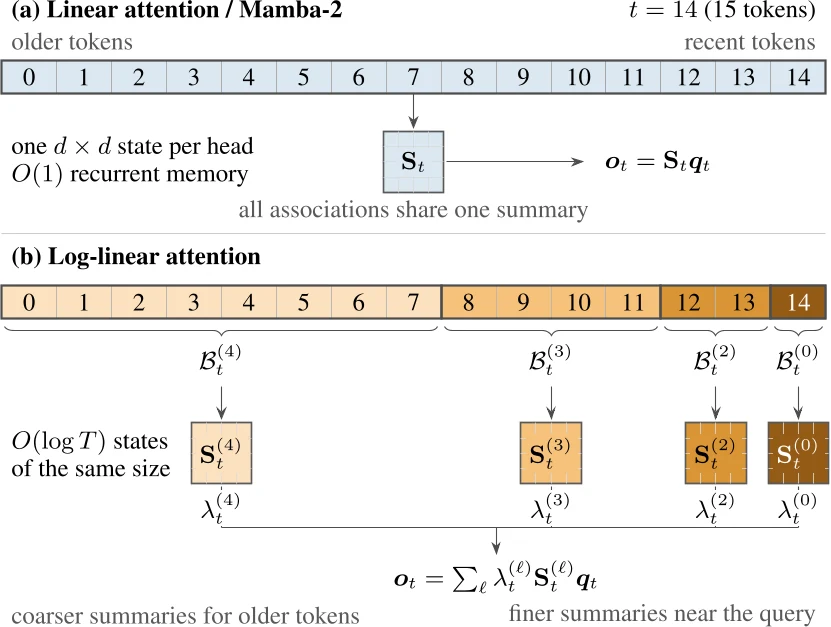 (a) Linear attention / Mamba-2 t = 14 (15 tokens)
older tokens recent tokens
0 1 2 3 4 5 6 7 8 9 10 11 12 13 14
one d × d state per head
O(1) recurrent memory
S_t
o_t = S_t q_t
all associations share one summary
(b) Log-linear attention
0 1 2 3 4 5 6 7 8 9 10 11 12 13 14
B_t^(4) B_t^(3) B_t^(2) B_t^(0)
O(log T) states
of the same size
S_t^(4) S_t^(3) S_t^(2) S_t^(0)
λ_t^(4) λ_t^(3) λ_t^(2) λ_t^(0)
o_t = ∑_ℓ λ_t^(ℓ) S_t^(ℓ) q_t
coarser summaries for older tokens finer summaries near the query